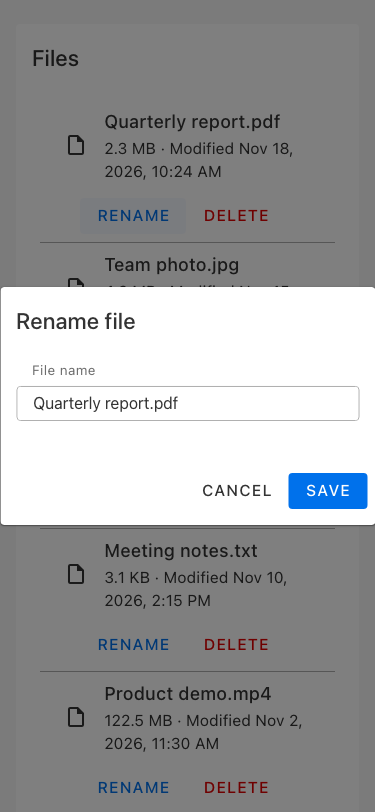 Files
Quarterly report.pdf
2.3 MB · Modified Nov 18,
2026, 10:24 AM
RENAME DELETE
Team photo.jpg
Rename file
File name
Quarterly report.pdf
CANCEL SAVE
Meeting notes.txt
3.1 KB · Modified Nov 10,
2026, 2:15 PM
RENAME DELETE
Product demo.mp4
122.5 MB · Modified Nov 2,
2026, 11:30 AM
RENAME DELETE